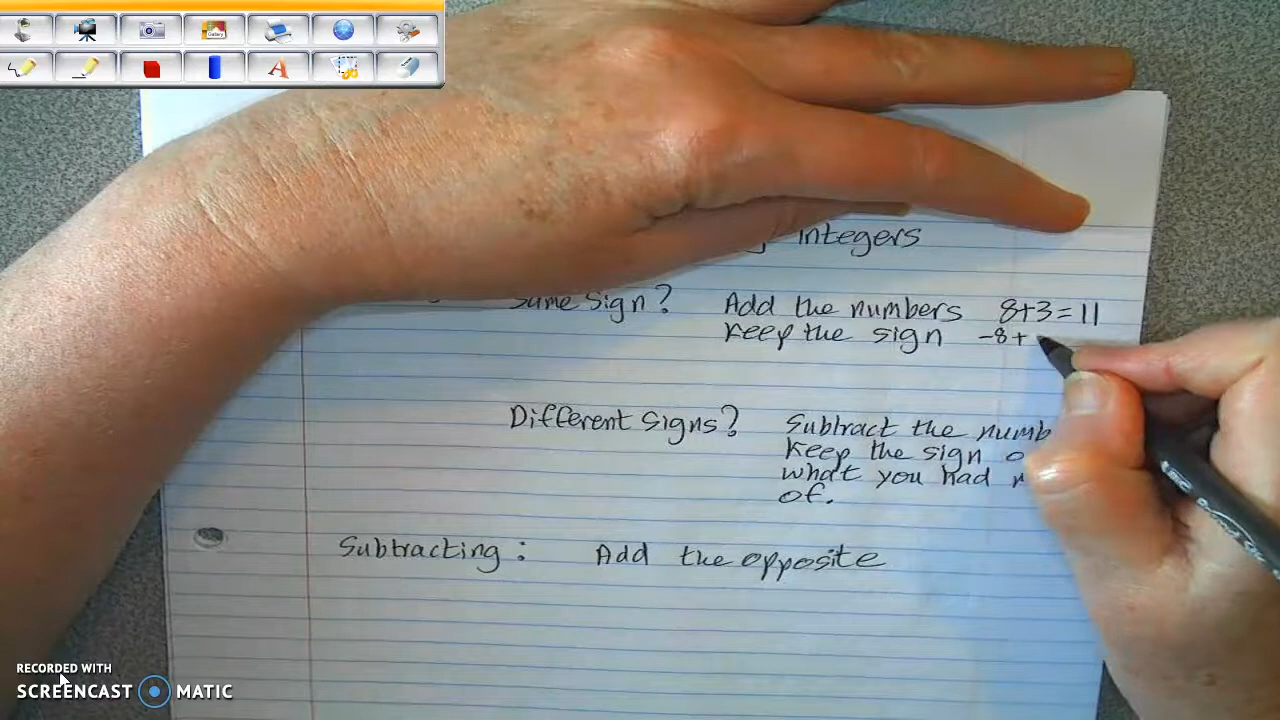 Gallery
integers
Same Sign? Add the numbers 8+3=11
Keep the sign -8+
Different Signs? Subtract the
Keep the sign
what you had
of.
Subtracting: Add the opposite
RECORDED WITH
SCREENCAST MATIC